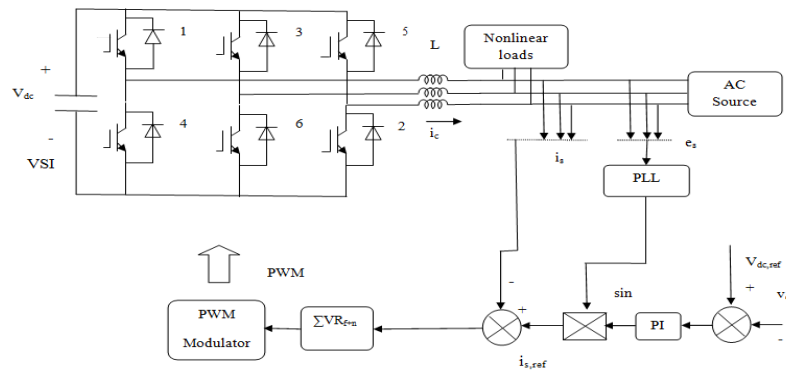 1
3
5
L
Nonlinear
loads
AC
Source
+
Vdc
-
VSI
4
6
2
ic
is
es
PLL
PWM
Vdc,ref
-
+
sin
+
v
-
PWM
Modulator
∑VRf=n
PI
is,ref